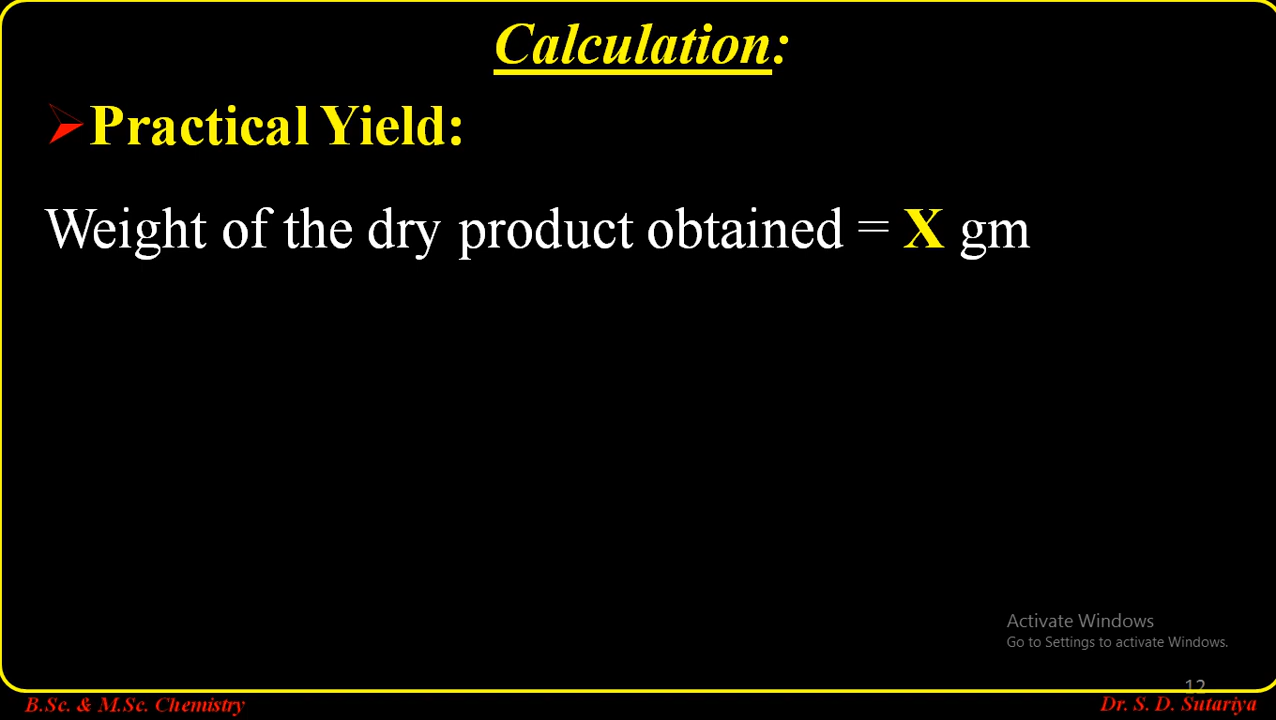 Calculation:
Practical Yield:
Weight of the dry product obtained = X gm
Activate Windows
Go to Settings to activate Windows.
12
B.Sc. & M.Sc. Chemistry
Dr. S. D. Sutariya